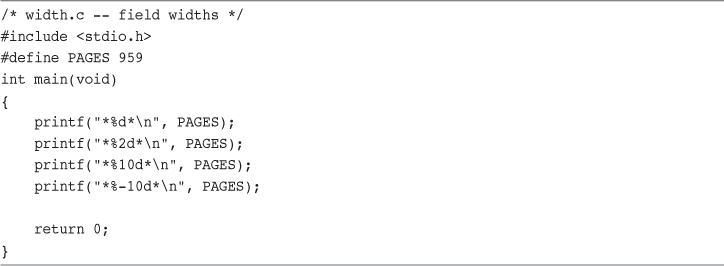 /* width.c -- field widths */
#include <stdio.h>
#define PAGES 959
int main(void)
{
    printf("*%d*\n", PAGES);
    printf("*%2d*\n", PAGES);
    printf("*%10d*\n", PAGES);
    printf("*%-10d*\n", PAGES);

    return 0;
}